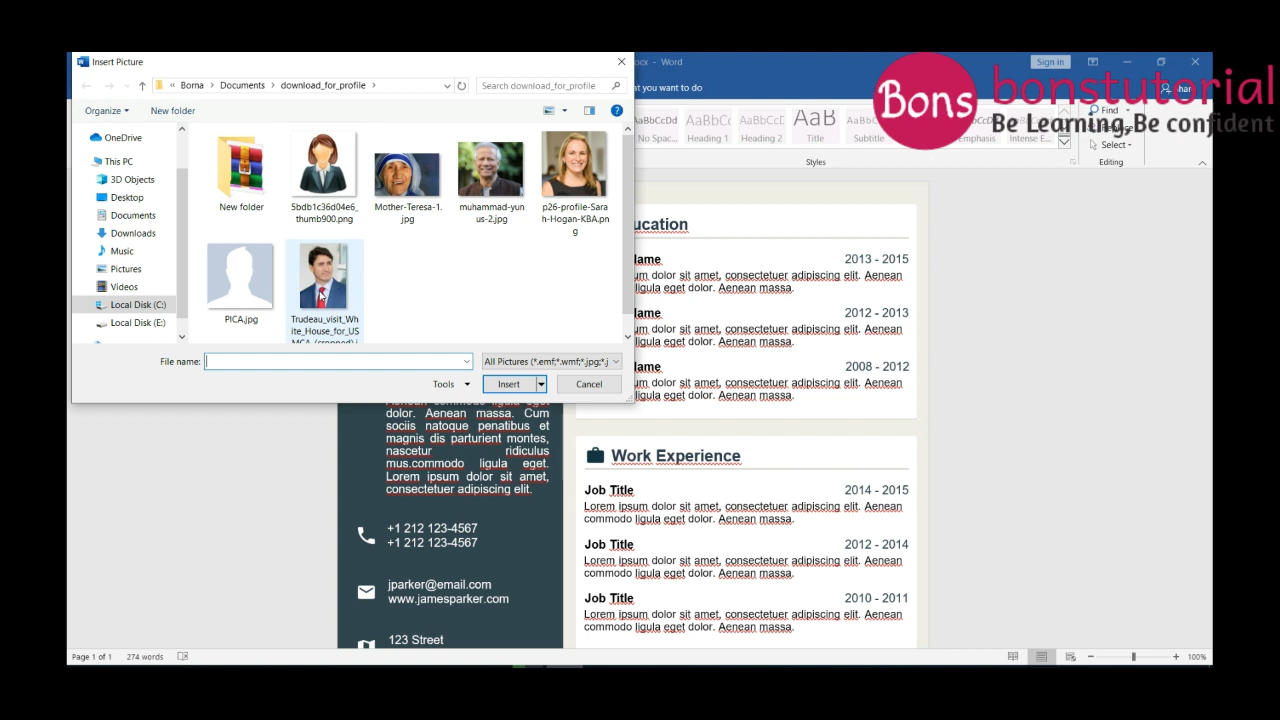 Insert Picture
ocx - Word
Sign in
Bons
bonstutorial
Be Learning,Be confident
« Borna > Documents > download_for_profile >
Search download_for_profile
at you want to do
Shar
Organize
New folder
OneDrive
This PC
3D Objects
Desktop
Documents
Downloads
Music
Pictures
Videos
Local Disk (C:)
Local Disk (E:)
New folder
5bdb1c36d04e6_
thumb900.png
Mother-Teresa-1.
jpg
muhammad-yun
us-2.jpg
p26-profile-Sara
h-Hogan-KBA.pn
g
PICA.jpg
Trudeau_visit_Wh
ite_House_for_US
MCA_(cropped).j
File name:
All Pictures (*.emf;*.wmf;*.jpg;*.j
Tools
Insert
Cancel
AaBbCcDd
AaBbCc
AaBbCcD
AaB
AaBbCc
No Spac...
Heading 1
Heading 2
Title
Subtitle
Emphasis
Intense E...
Find
Select
Styles
Editing
ucation
lame
2013 - 2015
m dolor sit amet, consectetuer adipiscing elit. Aenean
ligula eget dolor. Aenean massa.
lame
2012 - 2013
m dolor sit amet, consectetuer adipiscing elit. Aenean
ligula eget dolor. Aenean massa.
lame
2008 - 2012
m dolor sit amet, consectetuer adipiscing elit. Aenean
ligula eget dolor. Aenean massa.
Aenean commodo ligula eget
dolor. Aenean massa. Cum
sociis natoque penatibus et
magnis dis parturient montes,
nascetur ridiculus
mus.commodo ligula eget.
Lorem ipsum dolor sit amet,
consectetuer adipiscing elit.
+1 212 123-4567
+1 212 123-4567
jparker@email.com
www.jamesparker.com
123 Street
Work Experience
Job Title
2014 - 2015
Lorem ipsum dolor sit amet, consectetuer adipiscing elit. Aenean
commodo ligula eget dolor. Aenean massa.
Job Title
2012 - 2014
Lorem ipsum dolor sit amet, consectetuer adipiscing elit. Aenean
commodo ligula eget dolor. Aenean massa.
Job Title
2010 - 2011
Lorem ipsum dolor sit amet, consectetuer adipiscing elit. Aenean
commodo ligula eget dolor. Aenean massa.
Page 1 of 1
274 words
100%